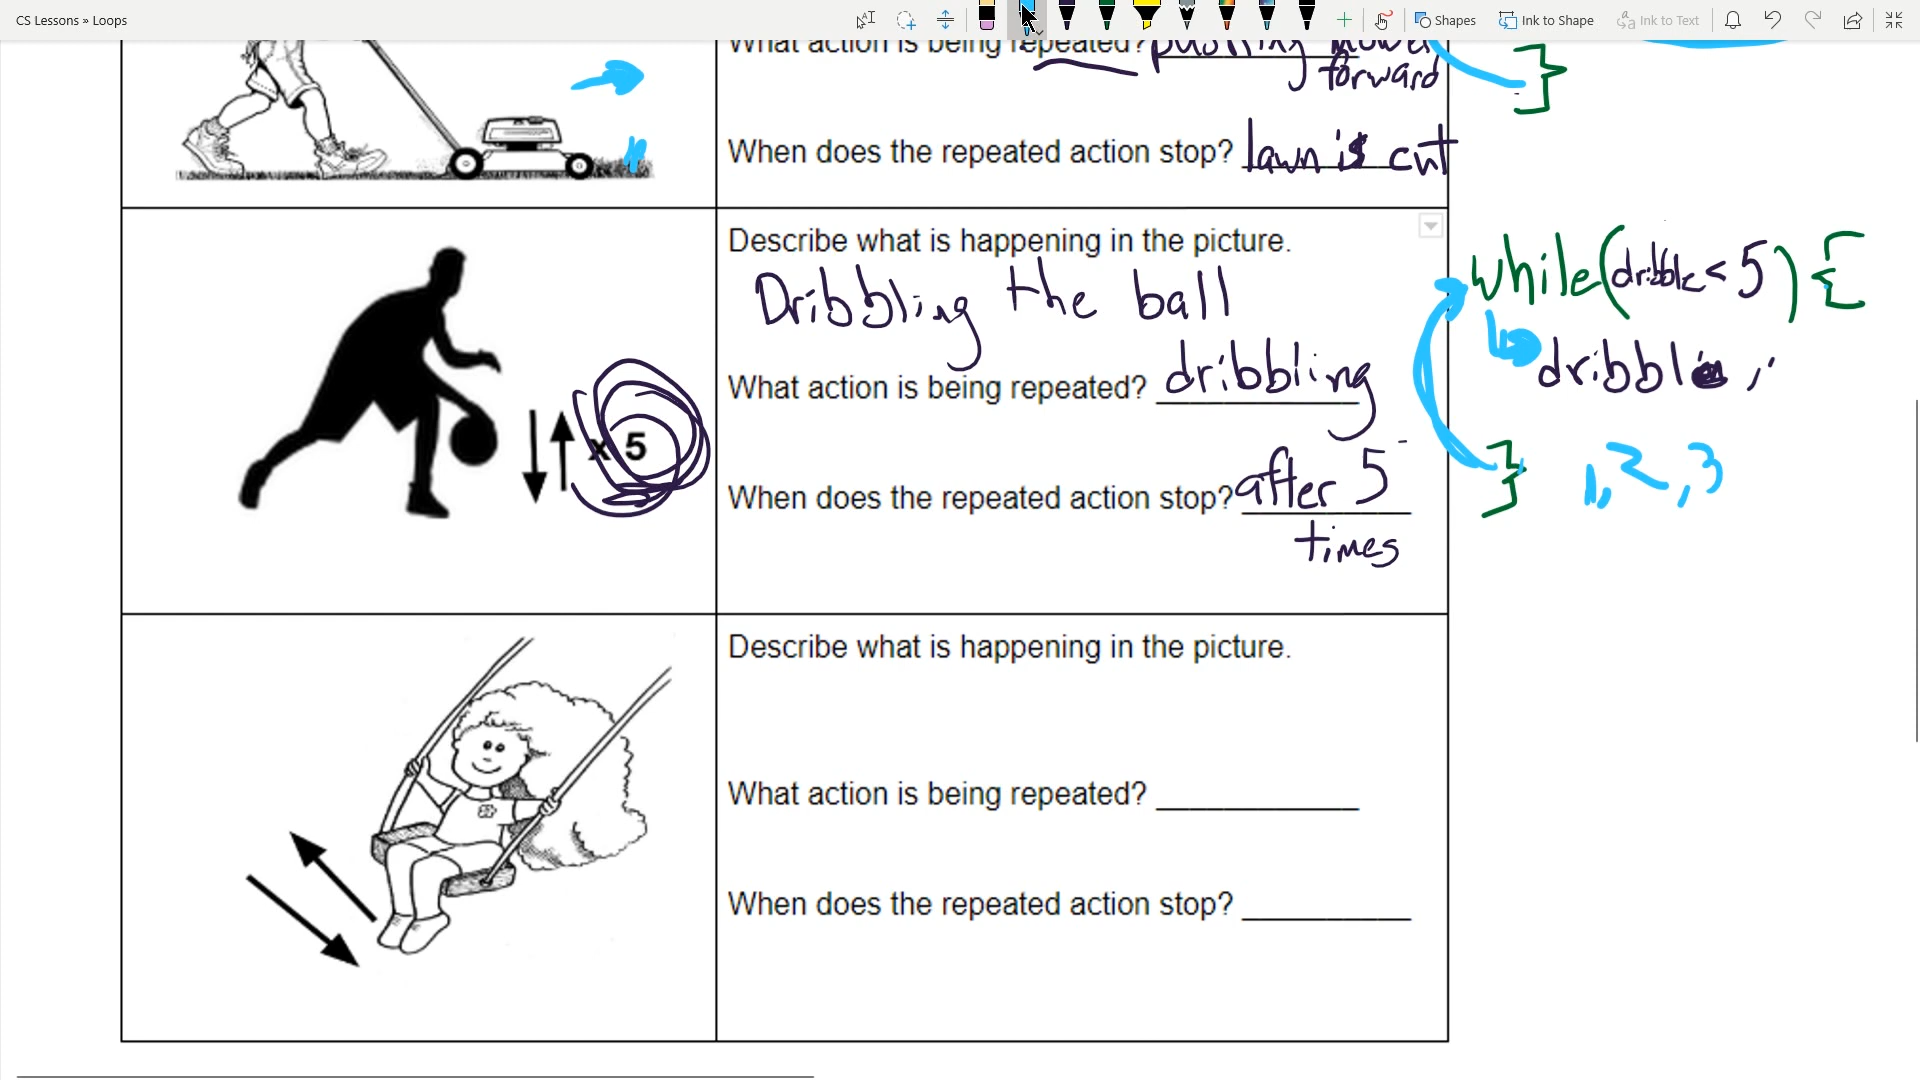 CS Lessons » Loops
Shapes
Ink to Shape
Ink to Text
What action is being repeated? pushing mower
forward
}
When does the repeated action stop? lawn is cut
Describe what is happening in the picture.
Dribbling the ball
What action is being repeated? dribbling
x 5
When does the repeated action stop? after 5
times
while(dribble < 5) {
dribble
} 1, 2, 3
Describe what is happening in the picture.
What action is being repeated? ____________
When does the repeated action stop? __________